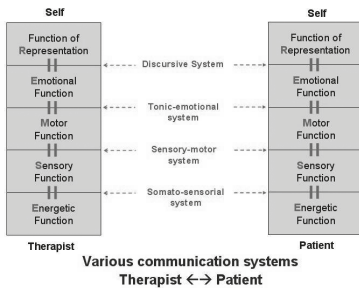 Self
Function of
Representation
Emotional
Function
Motor
Function
Sensory
Function
Energetic
Function
Therapist
Discursive System
Tonic-emotional
system
Sensory-motor
system
Somato-sensorial
system
Self
Function of
Representation
Emotional
Function
Motor
Function
Sensory
Function
Energetic
Function
Patient
Various communication systems
Therapist ←→ Patient